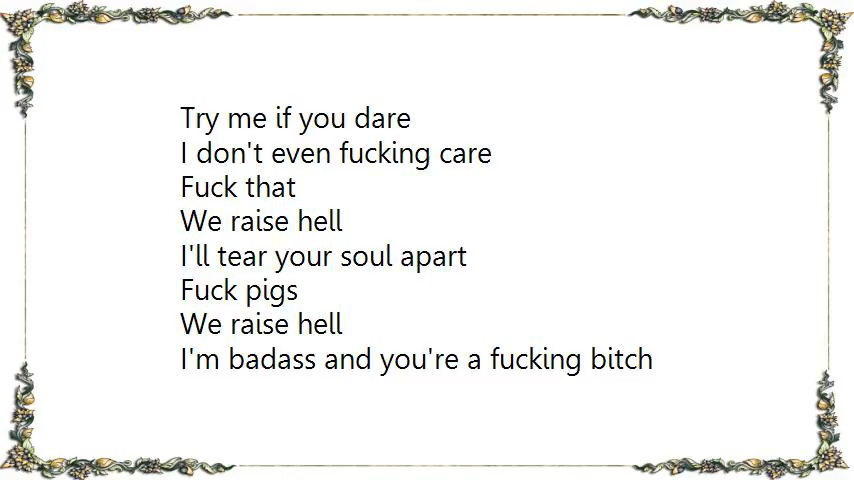 Try me if you dare
I don't even fucking care
Fuck that
We raise hell
I'll tear your soul apart
Fuck pigs
We raise hell
I'm badass and you're a fucking bitch